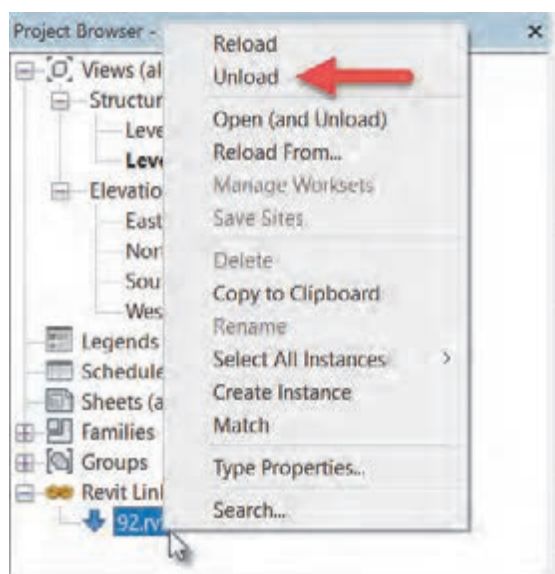 Project Browser -
Views (al
Structur
Leve
Leve
Elevatio
East
Nor
Sou
Wes
Legends
Schedule
Sheets (a
Families
Groups
Revit Lin
92.rv
Reload
Unload
Open (and Unload)
Reload From...
Manage Worksets
Save Sites
Delete
Copy to Clipboard
Rename
Select All Instances
Create Instance
Match
Type Properties...
Search...